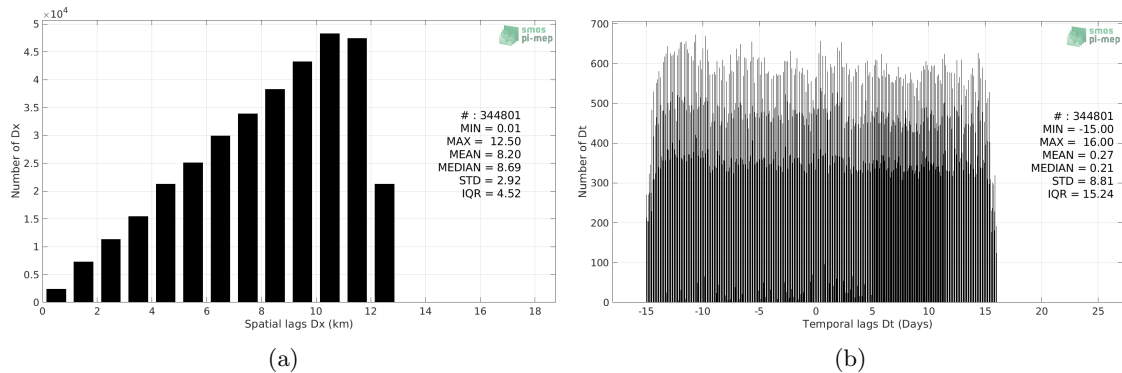 ×10⁴
5
4.5
4
3.5
3
2.5
2
1.5
1
0.5
0
Number of Dx
smos
pi-mep
# : 344801
MIN = 0.01
MAX = 12.50
MEAN = 8.20
MEDIAN = 8.69
STD = 2.92
IQR = 4.52
0 2 4 6 8 10 12 14 16 18
Spatial lags Dx (km)
(a)
700
600
500
400
300
200
100
0
Number of Dt
smos
pi-mep
# : 344801
MIN = -15.00
MAX = 16.00
MEAN = 0.27
MEDIAN = 0.21
STD = 8.81
IQR = 15.24
-15 -10 -5 0 5 10 15 20 25
Temporal lags Dt (Days)
(b)